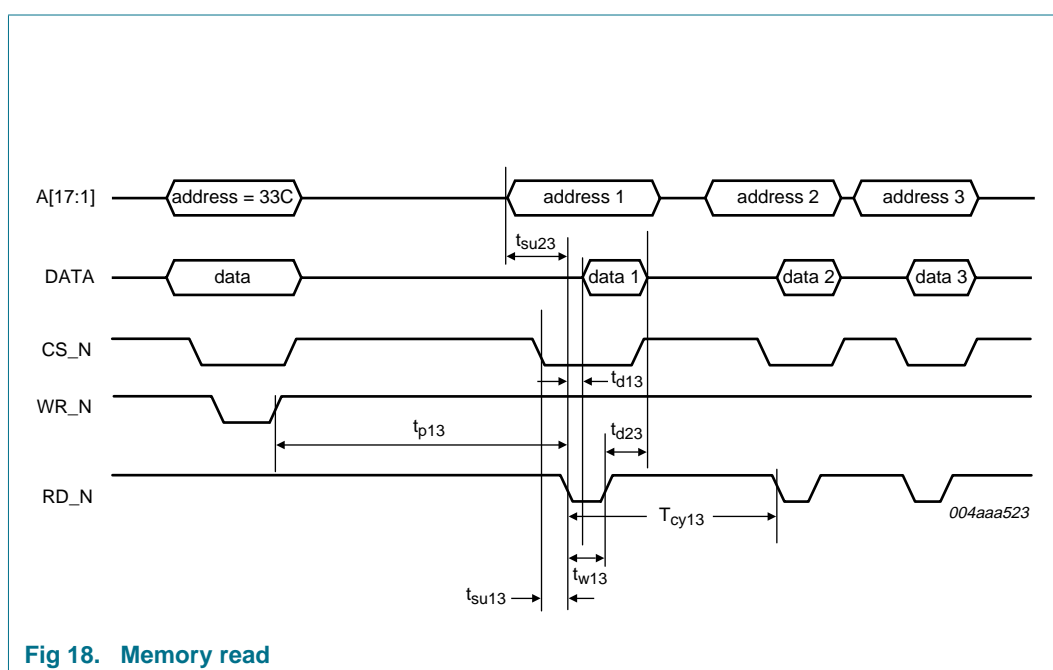 A[17:1]
address = 33C
address 1
address 2
address 3
tsu23
DATA
data
data 1
data 2
data 3
CS_N
td13
WR_N
tp13
td23
RD_N
Tcy13
004aaa523
tw13
tsu13
Fig 18. Memory read